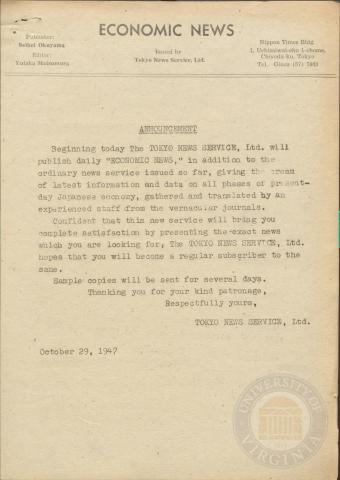 ECONOMIC NEWS
Publisher:
Seihei Okuyama
Editor:
Yutaka Matsumura
Issued by
Tokyo News Service, Ltd.
Nippon Times Bldg
1, Uchisaiwai-cho 1-chome,
Chiyoda-ku, Tokyo
Tel. Ginza (57)
ANNOUNCEMENT
Beginning today The TOKYO NEWS SERVICE, Ltd. will
publish daily "ECONOMIC NEWS," in addition to the
ordinary news service issued so far, giving the cream
of latest information and data on all phases of present-
day Japanese economy, gathered and translated by an
experienced staff from the vernacular journals.
Confident that this new service will bring you
complete satisfaction by presenting the exact news
which you are looking for, The TOKYO NEWS SERVICE, Ltd.
hopes that you will become a regular subscriber to the
same.
Sample copies will be sent for several days.
Thanking you for your kind patronage,
Respectfully yours,
TOKYO NEWS SERVICE, Ltd.
October 29, 1947
UNIVERSITY OF VIRGINIA